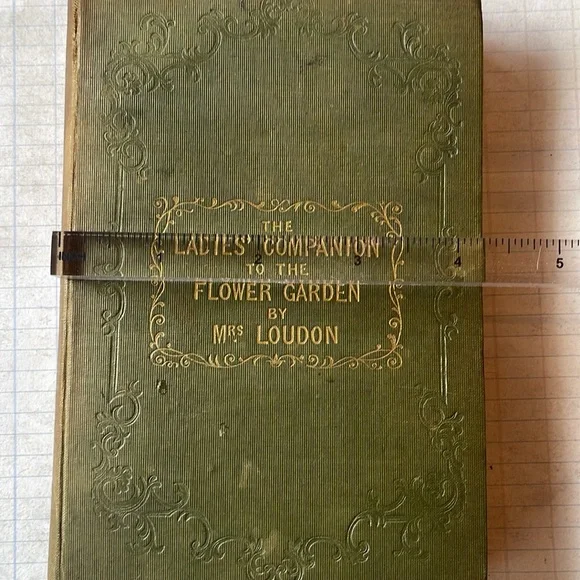 THE
LADIES' COMPANION
TO THE
FLOWER GARDEN
BY
MRS LOUDON
1 2 3 4 5